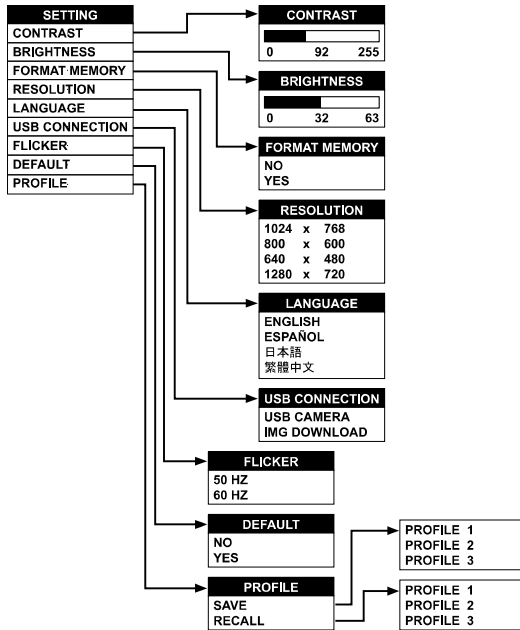 SETTING
CONTRAST
BRIGHTNESS
FORMAT MEMORY
RESOLUTION
LANGUAGE
USB CONNECTION
FLICKER
DEFAULT
PROFILE
CONTRAST
0 92 255
BRIGHTNESS
0 32 63
FORMAT MEMORY
NO
YES
RESOLUTION
1024 x 768
800 x 600
640 x 480
1280 x 720
LANGUAGE
ENGLISH
ESPAÑOL
日本語
繁體中文
USB CONNECTION
USB CAMERA
IMG DOWNLOAD
FLICKER
50 HZ
60 HZ
DEFAULT
NO
YES
PROFILE
SAVE
RECALL
PROFILE 1
PROFILE 2
PROFILE 3
PROFILE 1
PROFILE 2
PROFILE 3